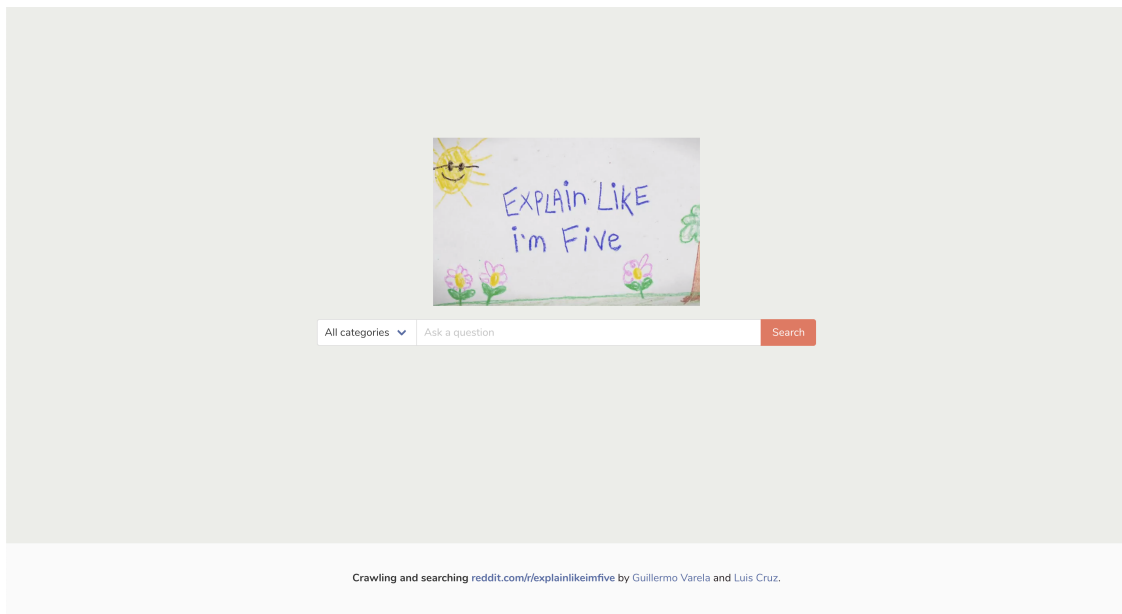 EXPLAin LikE
i'm Five
All categories
Ask a question
Search
Crawling and searching reddit.com/r/explainlikeimfive by Guillermo Varela and Luis Cruz.